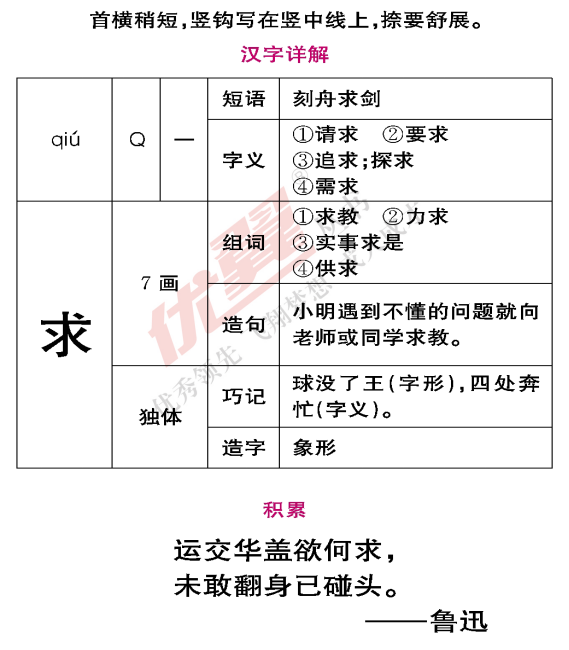 首横稍短，竖钩写在竖中线上，捺要舒展。
汉字详解
qiú
Q
一
短语
刻舟求剑
字义
①请求 ②要求
③追求；探求
④需求
求
7 画
组词
①求教 ②力求
③实事求是
④供求
造句
小明遇到不懂的问题就向
老师或同学求教。
独体
巧记
球没了王(字形)，四处奔
忙(字义)。
造字
象形
优翼
®
积累
运交华盖欲何求，
未敢翻身已碰头。
——鲁迅